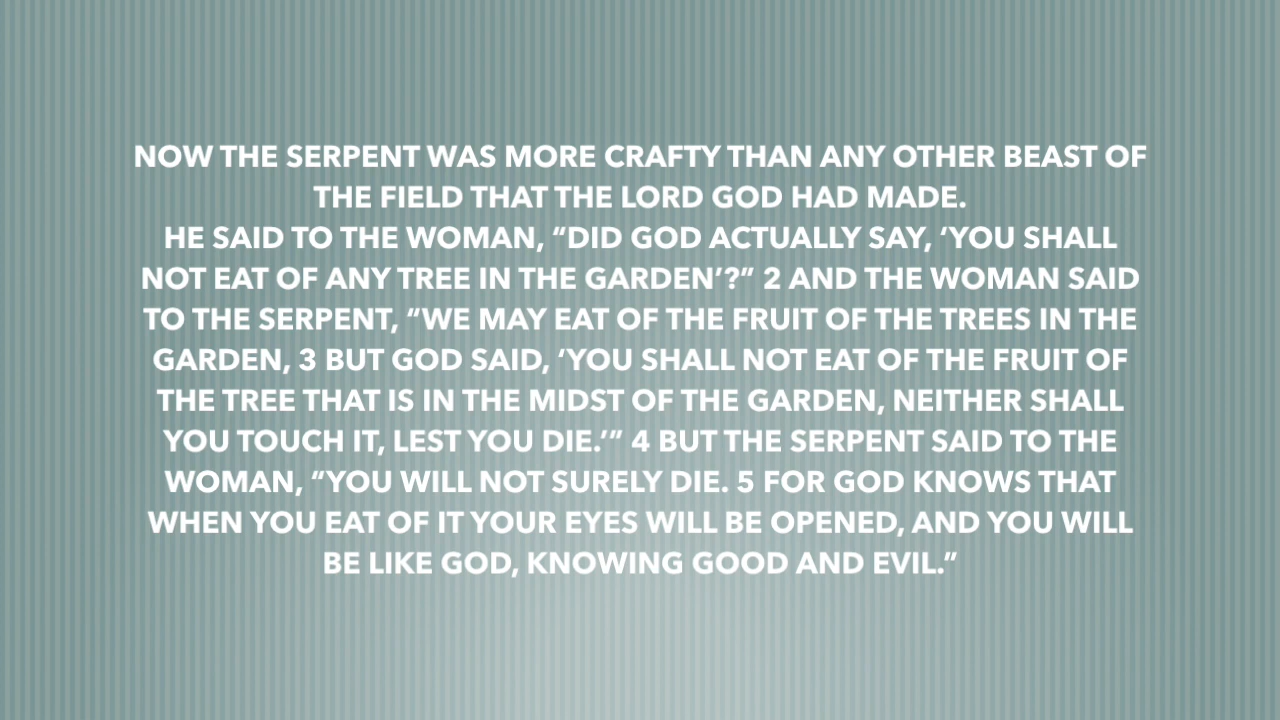 NOW THE SERPENT WAS MORE CRAFTY THAN ANY OTHER BEAST OF
THE FIELD THAT THE LORD GOD HAD MADE.
HE SAID TO THE WOMAN, “DID GOD ACTUALLY SAY, ‘YOU SHALL
NOT EAT OF ANY TREE IN THE GARDEN’?” 2 AND THE WOMAN SAID
TO THE SERPENT, “WE MAY EAT OF THE FRUIT OF THE TREES IN THE
GARDEN, 3 BUT GOD SAID, ‘YOU SHALL NOT EAT OF THE FRUIT OF
THE TREE THAT IS IN THE MIDST OF THE GARDEN, NEITHER SHALL
YOU TOUCH IT, LEST YOU DIE.’” 4 BUT THE SERPENT SAID TO THE
WOMAN, “YOU WILL NOT SURELY DIE. 5 FOR GOD KNOWS THAT
WHEN YOU EAT OF IT YOUR EYES WILL BE OPENED, AND YOU WILL
BE LIKE GOD, KNOWING GOOD AND EVIL.”